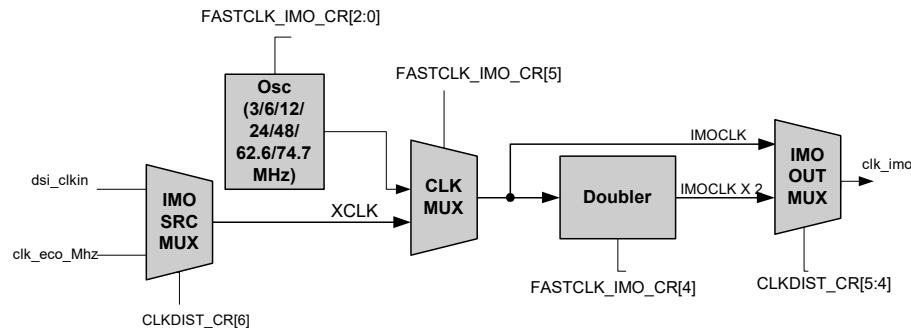 FASTCLK_IMO_CR[2:0]
Osc
(3/6/12/
24/48/
62.6/74.7
MHz)
FASTCLK_IMO_CR[5]
dsi_clkin
IMO
SRC
MUX
clk_eco_Mhz
CLKDIST_CR[6]
XCLK
CLK
MUX
IMOCLK
Doubler
IMOCLK X 2
FASTCLK_IMO_CR[4]
IMO
OUT
MUX
clk_imo
CLKDIST_CR[5:4]